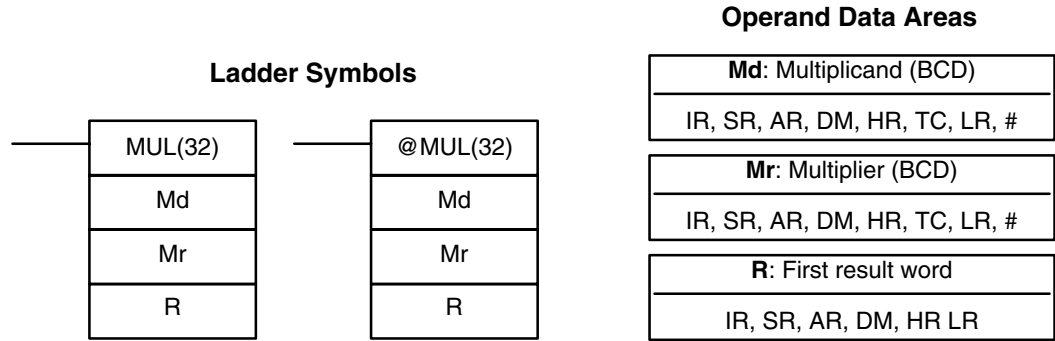 Ladder Symbols
MUL(32)
Md
Mr
R
@MUL(32)
Md
Mr
R
Operand Data Areas
Md: Multiplicand (BCD)
IR, SR, AR, DM, HR, TC, LR, #
Mr: Multiplier (BCD)
IR, SR, AR, DM, HR, TC, LR, #
R: First result word
IR, SR, AR, DM, HR LR